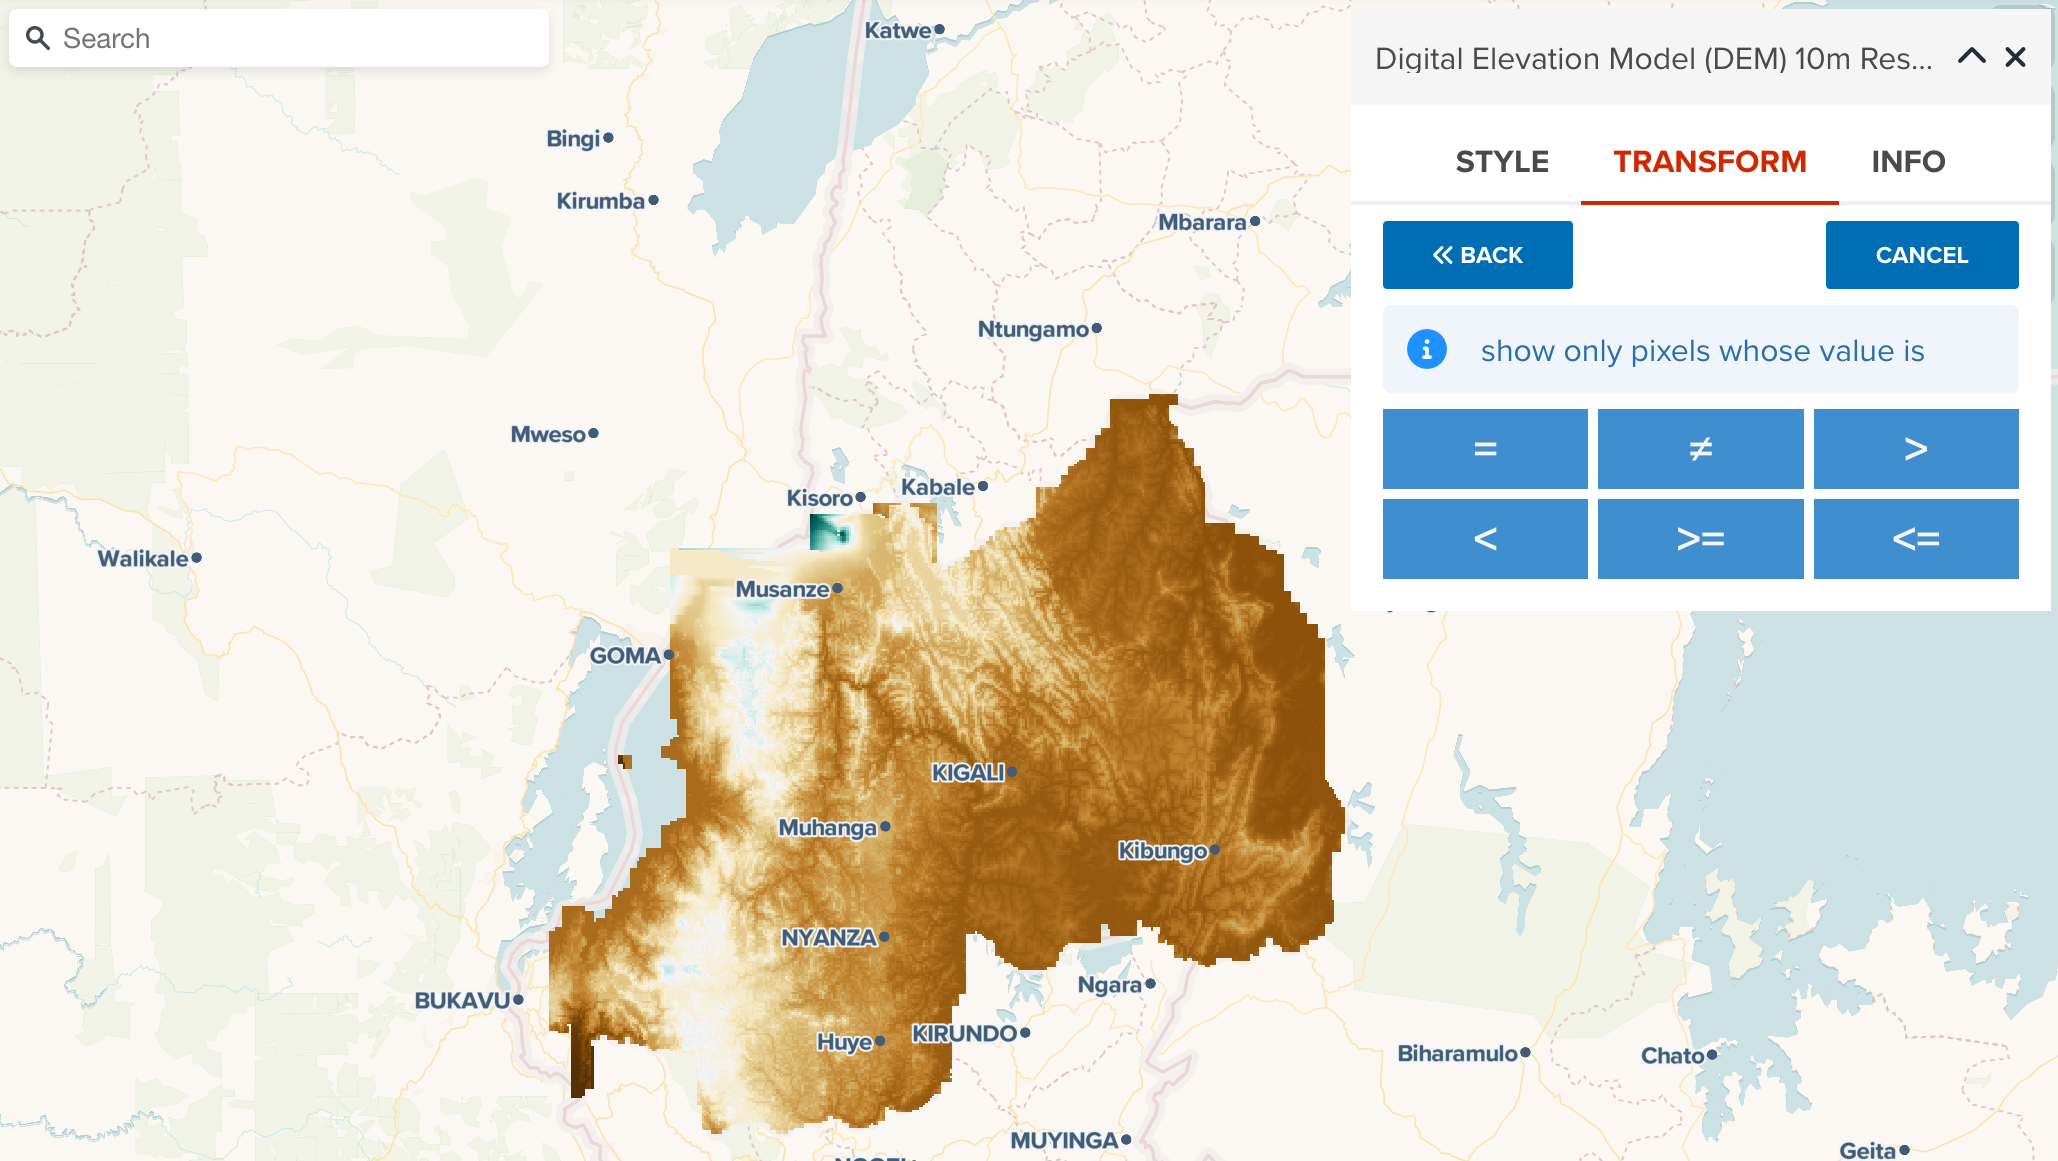 Search
Katwe
Digital Elevation Model (DEM) 10m Res...
Bingi
STYLE TRANSFORM INFO
Kirumba
Mbarara
BACK CANCEL
Ntungamo
show only pixels whose value is
Mweso
= ≠ >
Kisoro
Kabale
< >= <=
Walikale
Musanze
GOMA
KIGALI
Muhanga
Kibungo
NYANZA
Ngara
BUKAVU
Huye
KIRUNDO
Biharamulo
Chato
MUYINGA
Geita